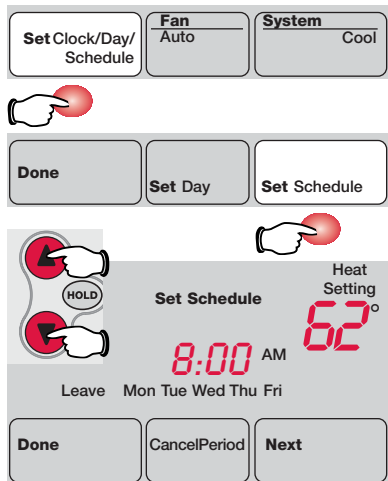 Set Clock/Day/
Schedule
Fan
Auto
System
Cool
Done
Set Day
Set Schedule
HOLD
Set Schedule
Heat
Setting
62°
8:00 AM
Leave Mon Tue Wed Thu Fri
Done
CancelPeriod
Next